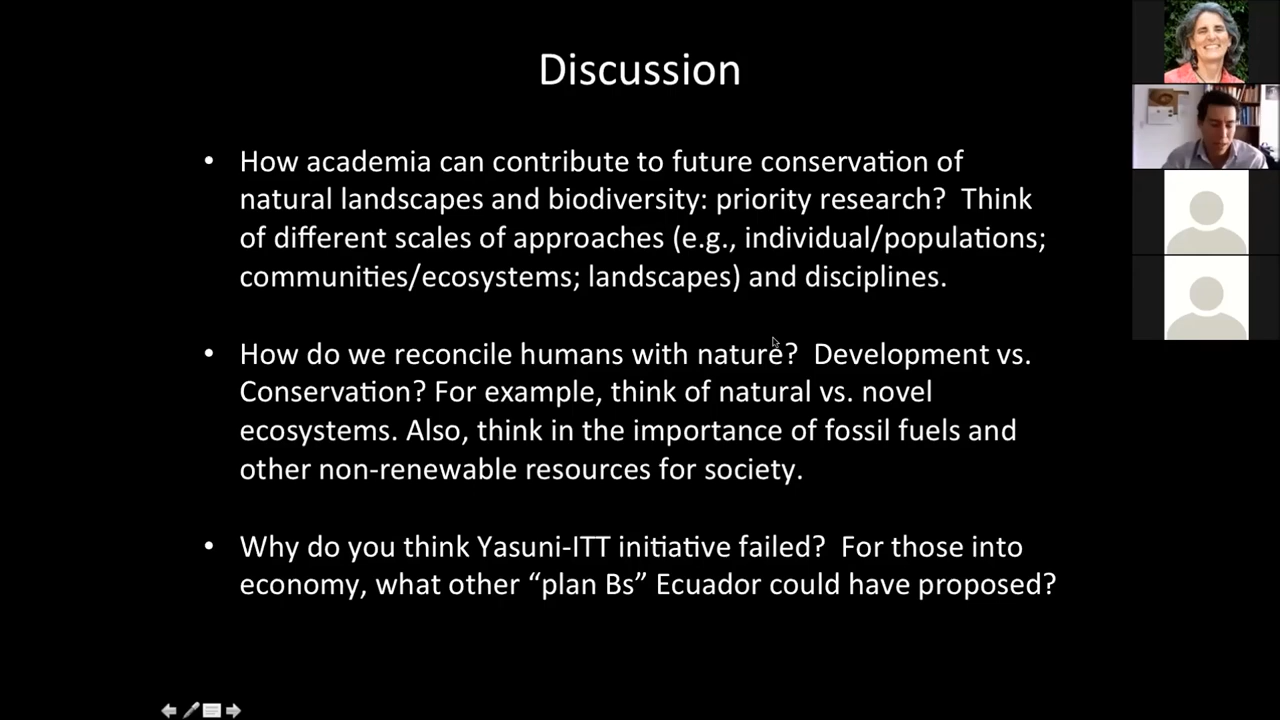 Discussion
• How academia can contribute to future conservation of
natural landscapes and biodiversity: priority research?  Think
of different scales of approaches (e.g., individual/populations;
communities/ecosystems; landscapes) and disciplines.
• How do we reconcile humans with nature?  Development vs.
Conservation? For example, think of natural vs. novel
ecosystems. Also, think in the importance of fossil fuels and
other non-renewable resources for society.
• Why do you think Yasuni-ITT initiative failed?  For those into
economy, what other “plan Bs” Ecuador could have proposed?